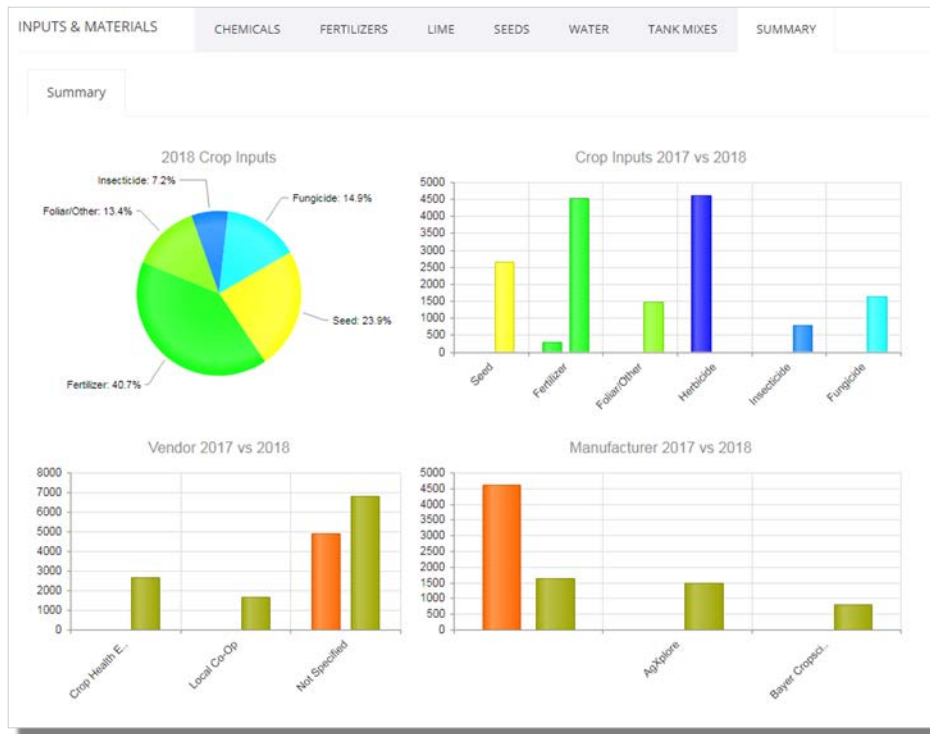 INPUTS & MATERIALS CHEMICALS FERTILIZERS LIME SEEDS WATER TANK MIXES SUMMARY
Summary
2018 Crop Inputs
Insecticide: 7.2%
Fungicide: 14.9%
Foliar/Other: 13.4%
Seed: 23.9%
Fertilizer: 40.7%
Crop Inputs 2017 vs 2018
5000
4500
4000
3500
3000
2500
2000
1500
1000
500
0
Seed
Fertilizer
Foliar/Other
Herbicide
Insecticide
Fungicide
Vendor 2017 vs 2018
8000
7000
6000
5000
4000
3000
2000
1000
0
Crop Health E..
Local Co-Op
Not Specified
Manufacturer 2017 vs 2018
5000
4500
4000
3500
3000
2500
2000
1500
1000
500
0
AgXplore
Bayer Cropsci..